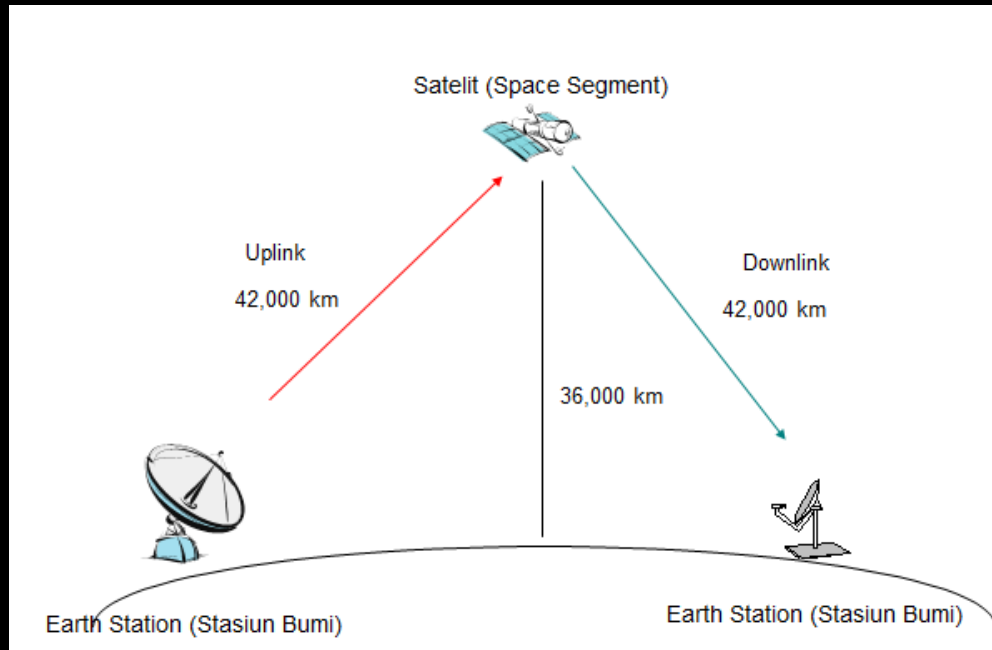 Satelit (Space Segment)
Uplink
42,000 km
Downlink
42,000 km
36,000 km
Earth Station (Stasiun Bumi)
Earth Station (Stasiun Bumi)